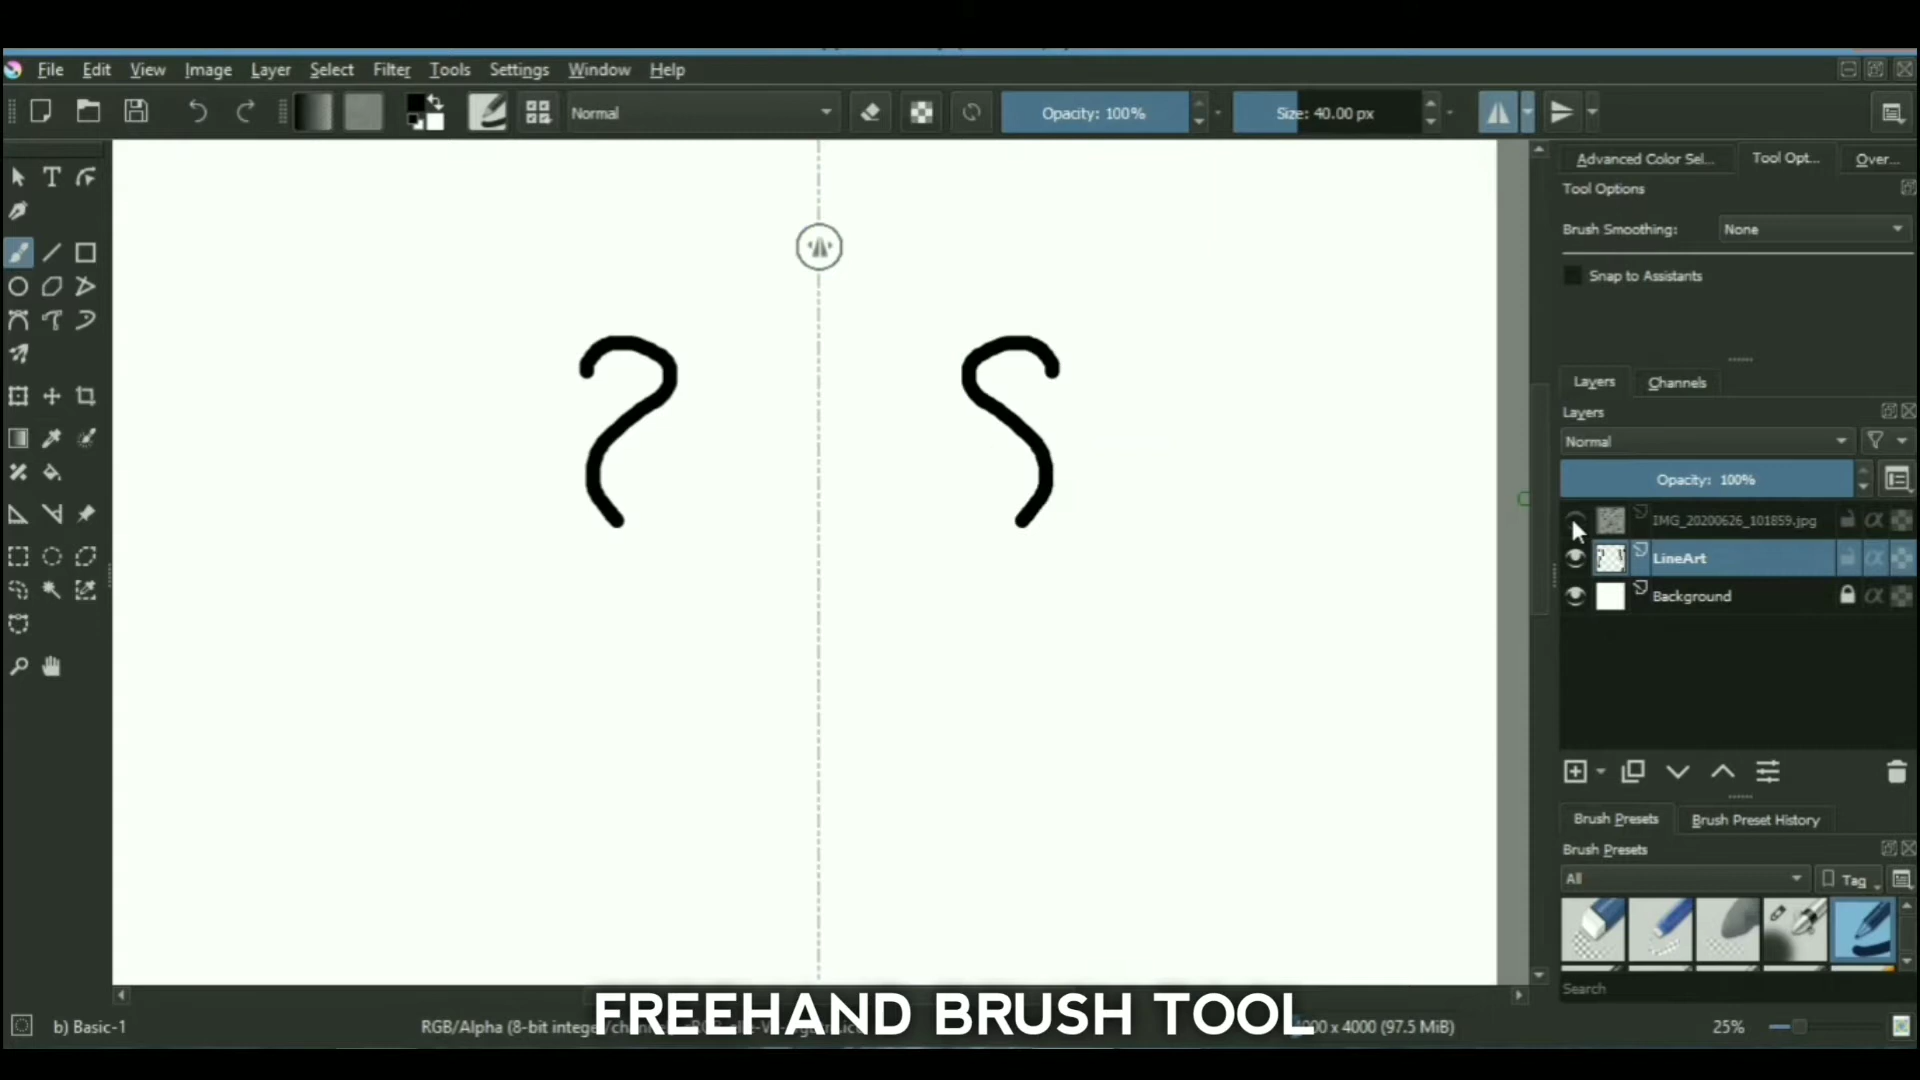 File Edit View Image Layer Select Filter Tools Settings Window Help
Normal Opacity: 100% Size: 40.00 px
Advanced Color Sel... Tool Opt... Over...
Tool Options
Brush Smoothing: None
Snap to Assistants
Layers Channels
Layers
Normal
Opacity: 100%
IMG_20200626_101859.jpg
LineArt
Background
Brush Presets Brush Preset History
Brush Presets
All Tag
Search
FREEHAND BRUSH TOOL
b) Basic-1 RGB/Alpha (8-bit x 4000 (97.5 MiB) 25%